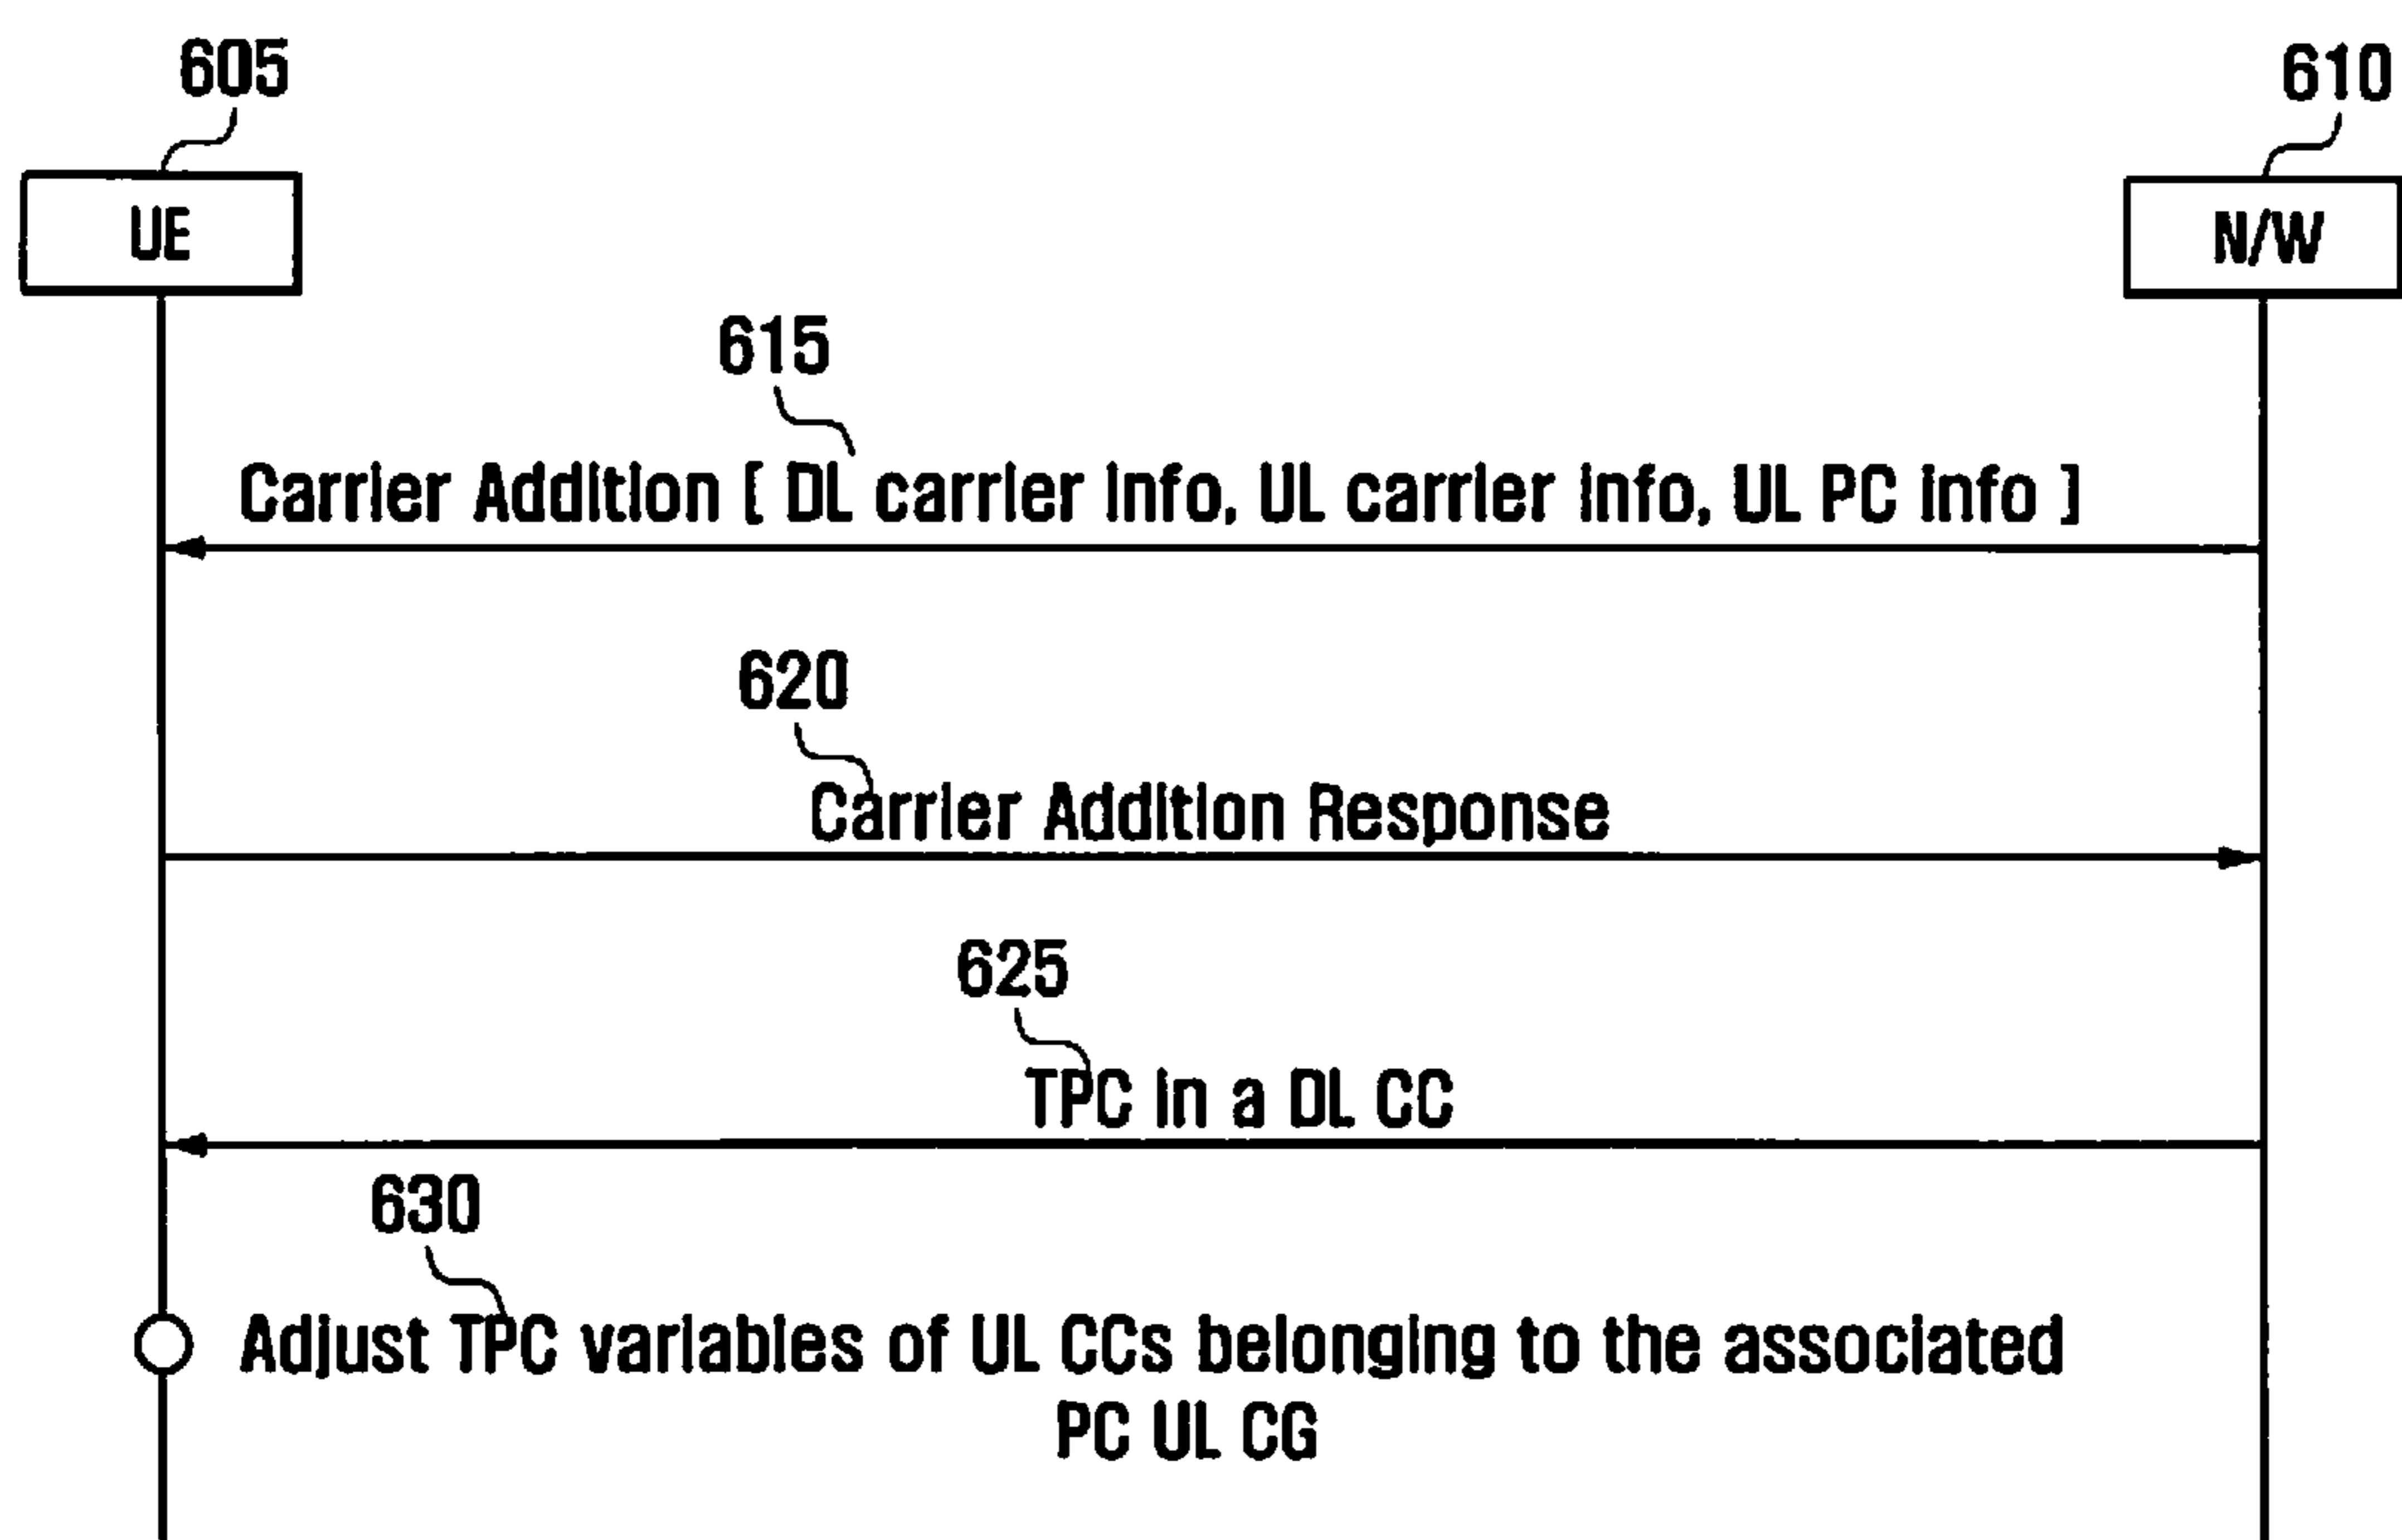 605
610
UE
N/W
615
Carrier Addition [ DL carrier info, UL carrier info, UL PC info ]
620
Carrier Addition Response
625
TPC in a DL CC
630
Adjust TPC variables of UL CCs belonging to the associated
PC UL CG